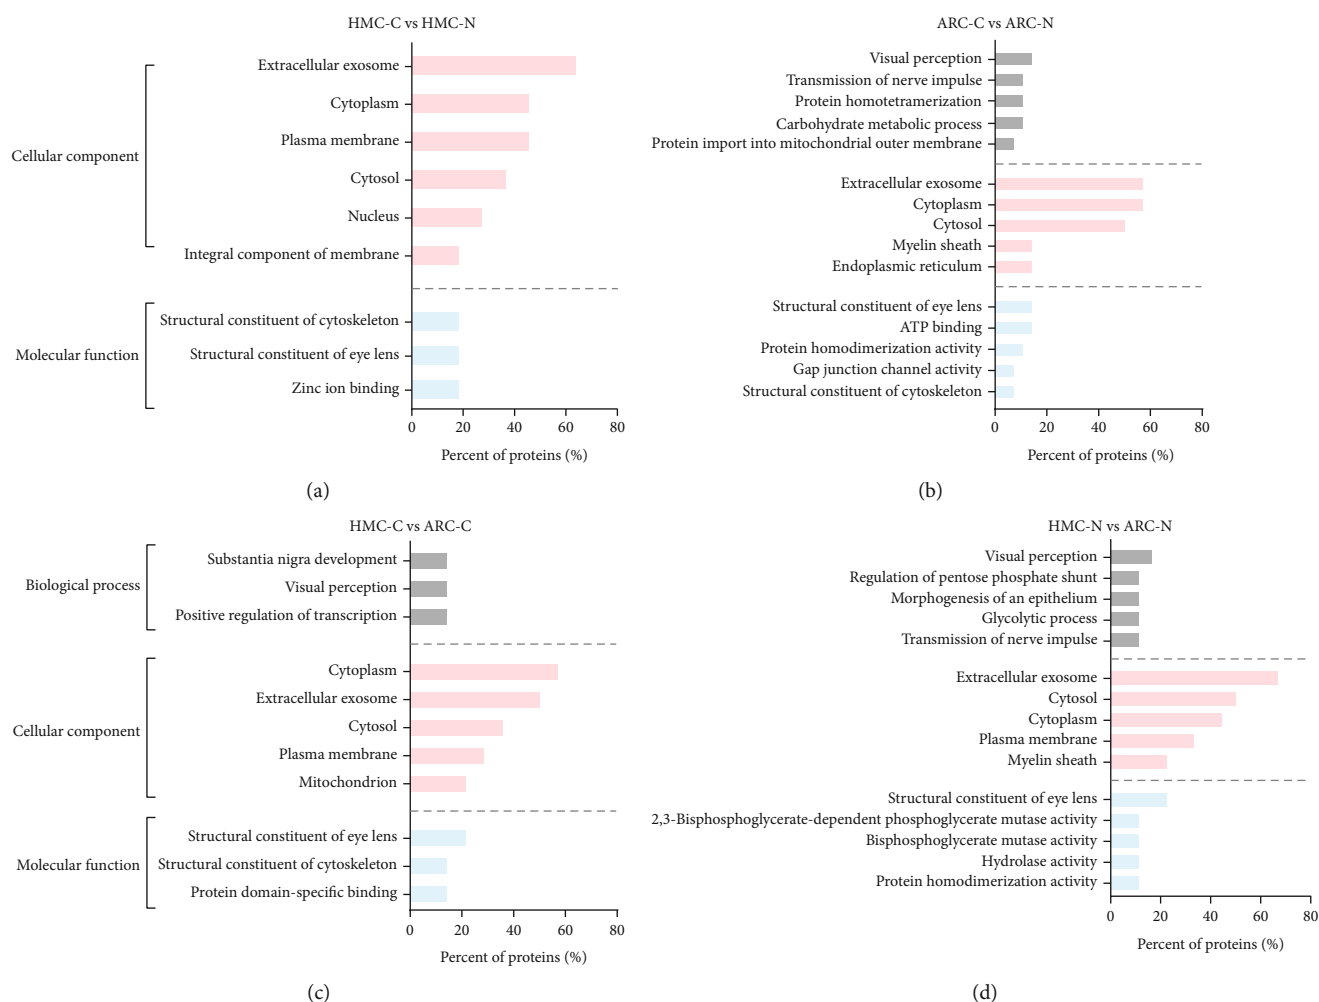 HMC-C vs HMC-N
Cellular component
Extracellular exosome
Cytoplasm
Plasma membrane
Cytosol
Nucleus
Integral component of membrane
Molecular function
Structural constituent of cytoskeleton
Structural constituent of eye lens
Zinc ion binding
0 20 40 60 80
Percent of proteins (%)
(a)
ARC-C vs ARC-N
Visual perception
Transmission of nerve impulse
Protein homotetramerization
Carbohydrate metabolic process
Protein import into mitochondrial outer membrane
Extracellular exosome
Cytoplasm
Cytosol
Myelin sheath
Endoplasmic reticulum
Structural constituent of eye lens
ATP binding
Protein homodimerization activity
Gap junction channel activity
Structural constituent of cytoskeleton
0 20 40 60 80
Percent of proteins (%)
(b)
HMC-C vs ARC-C
Biological process
Substantia nigra development
Visual perception
Positive regulation of transcription
Cellular component
Cytoplasm
Extracellular exosome
Cytosol
Plasma membrane
Mitochondrion
Molecular function
Structural constituent of eye lens
Structural constituent of cytoskeleton
Protein domain-specific binding
0 20 40 60 80
Percent of proteins (%)
(c)
HMC-N vs ARC-N
Visual perception
Regulation of pentose phosphate shunt
Morphogenesis of an epithelium
Glycolytic process
Transmission of nerve impulse
Extracellular exosome
Cytosol
Cytoplasm
Plasma membrane
Myelin sheath
Structural constituent of eye lens
2,3-Bisphosphoglycerate-dependent phosphoglycerate mutase activity
Bisphosphoglycerate mutase activity
Hydrolase activity
Protein homodimerization activity
0 20 40 60 80
Percent of proteins (%)
(d)